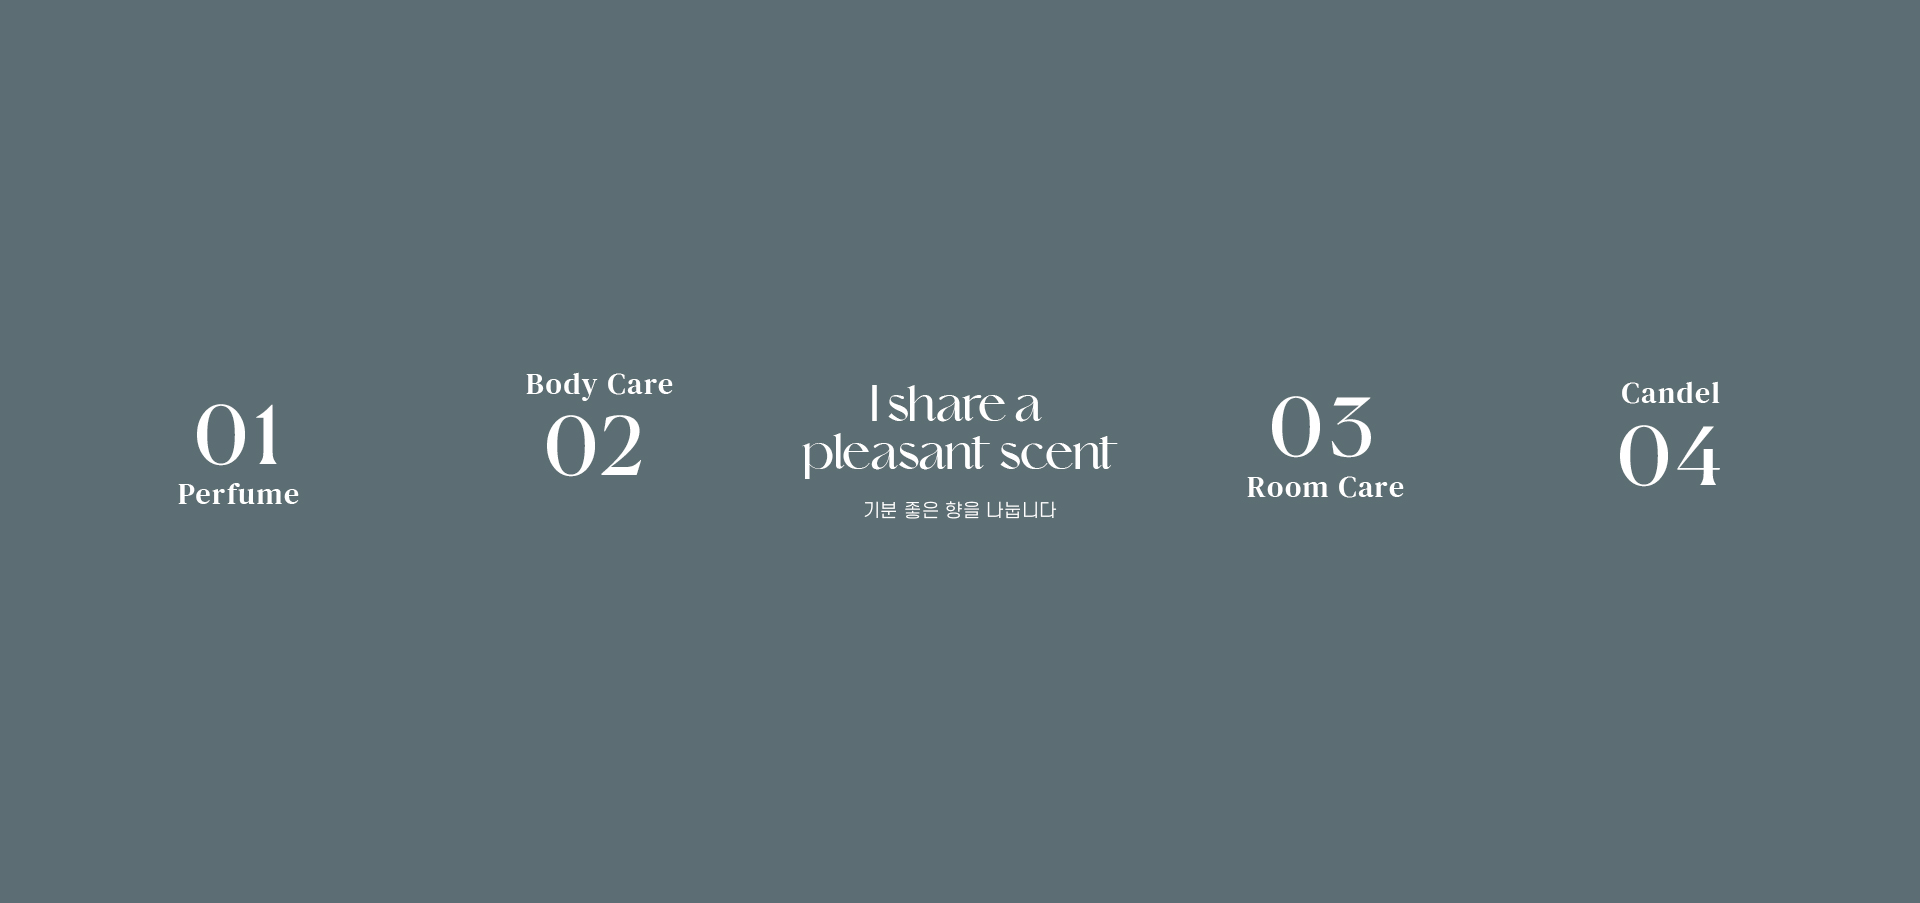 01
Perfume
Body Care
02
I share a
pleasant scent
기분 좋은 향을 나눕니다
03
Room Care
Candel
04